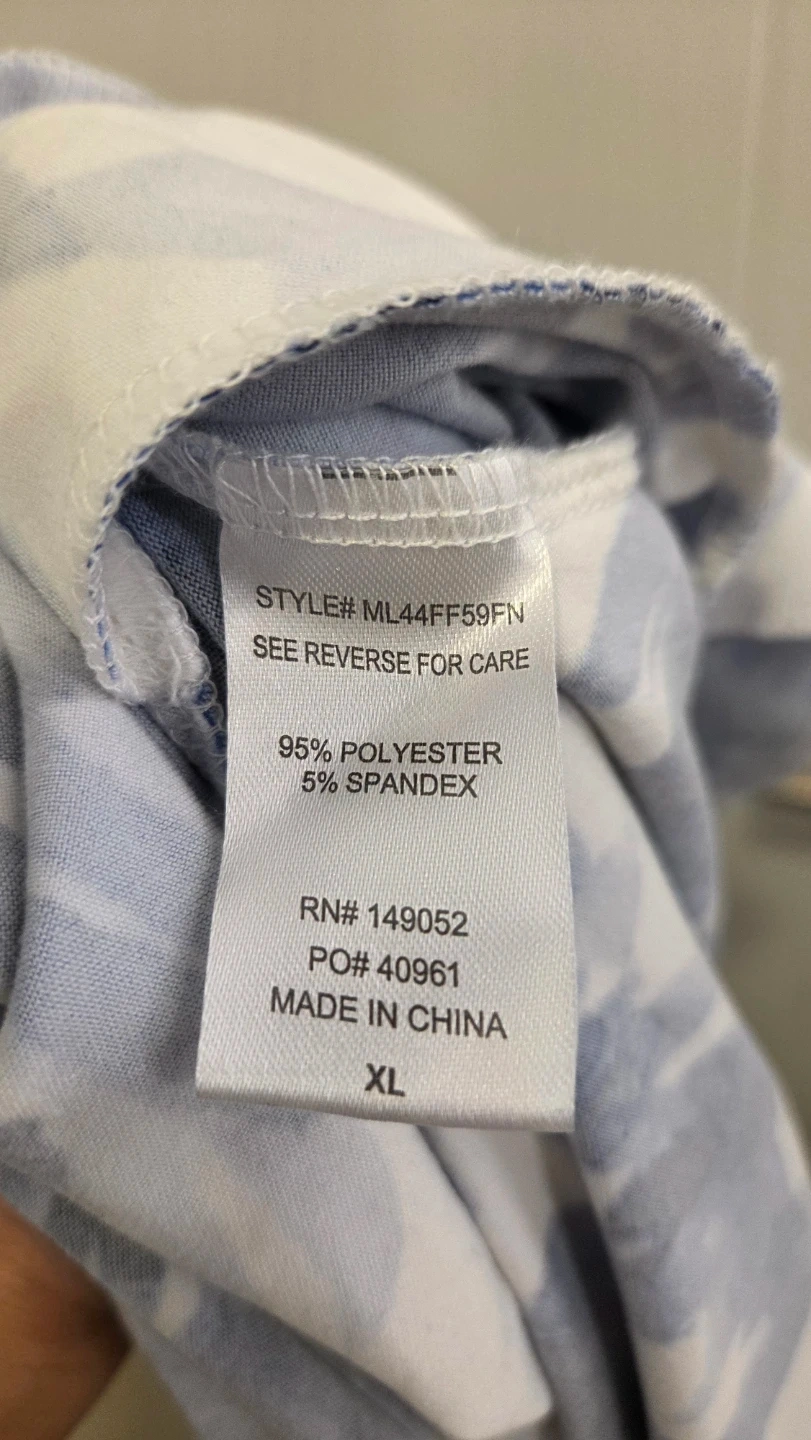 STYLE# ML44FF59FN
SEE REVERSE FOR CARE
95% POLYESTER
5% SPANDEX
RN# 149052
PO# 40961
MADE IN CHINA
XL